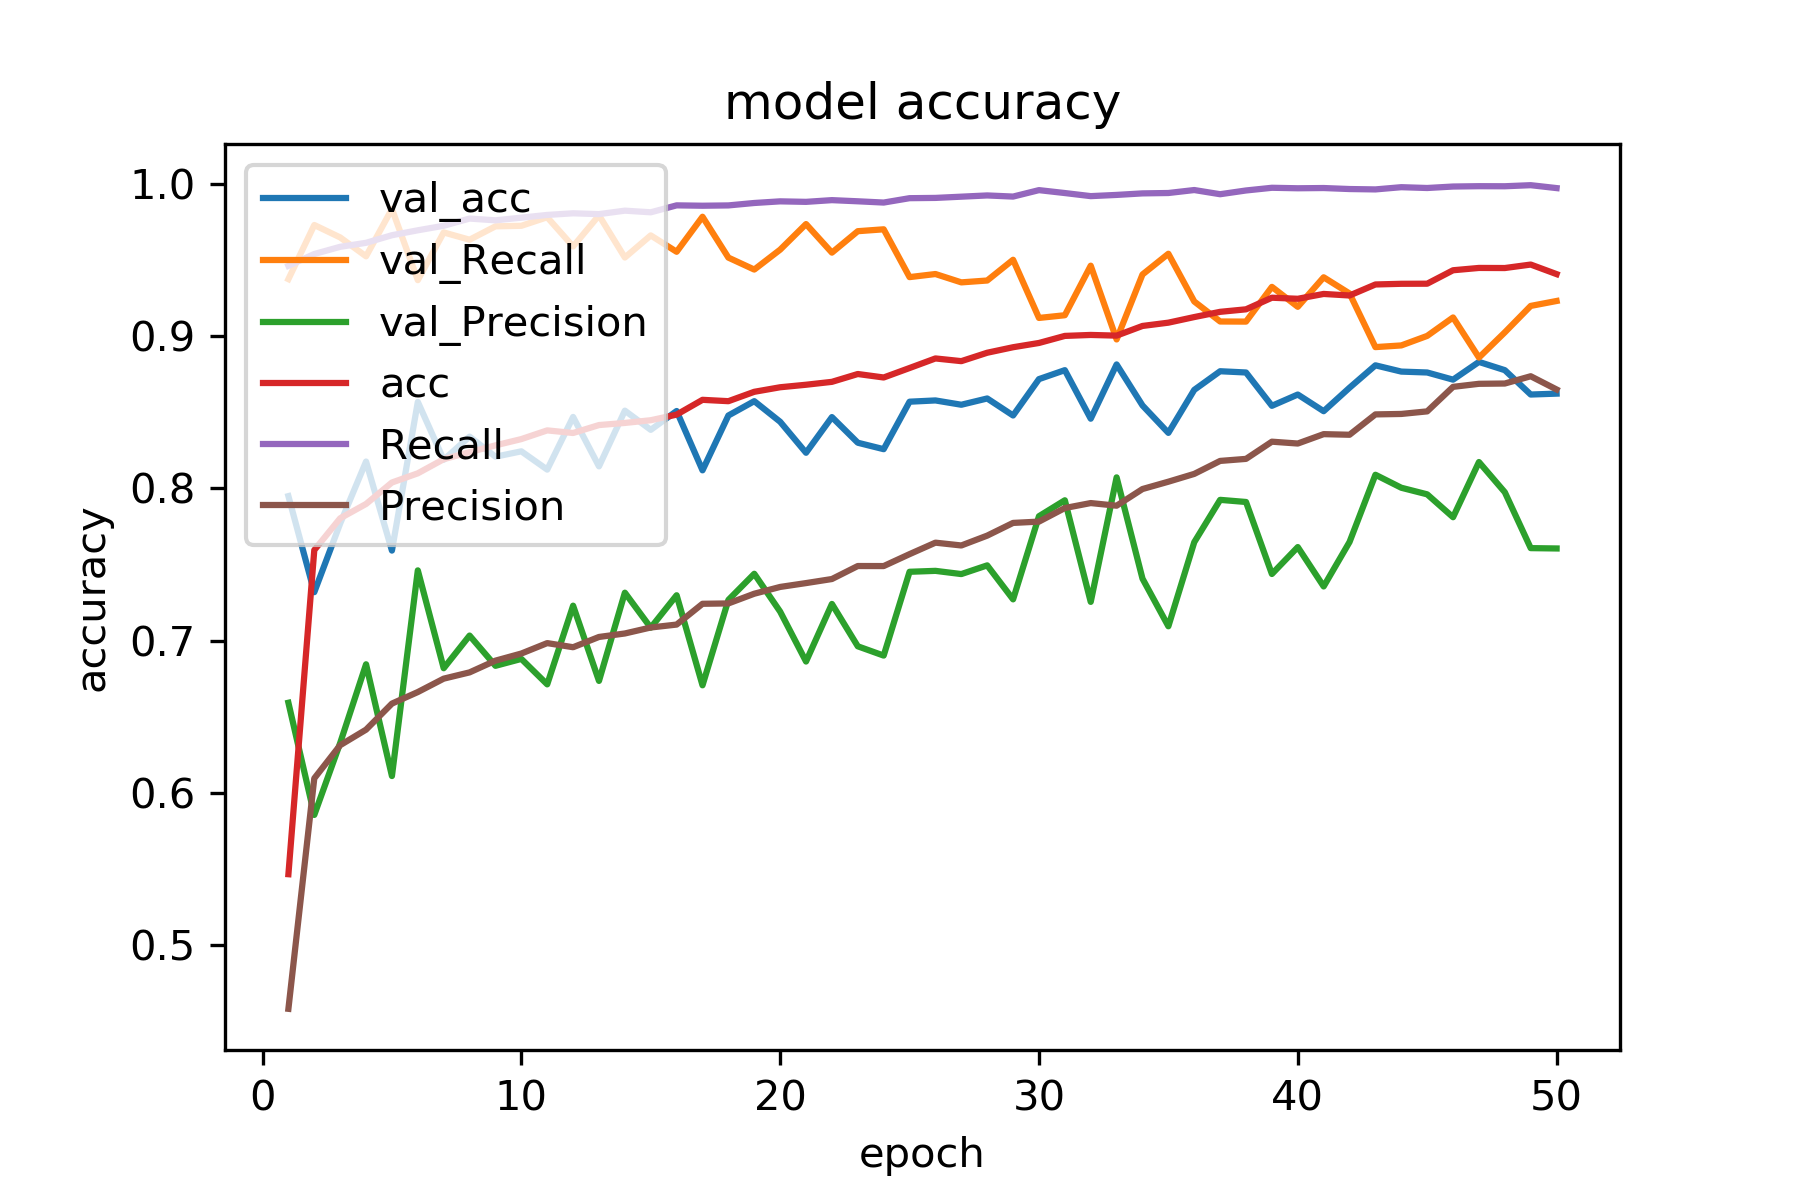 model accuracy
accuracy
1.0
0.9
0.8
0.7
0.6
0.5
val_acc
val_Recall
val_Precision
acc
Recall
Precision
0 10 20 30 40 50
epoch